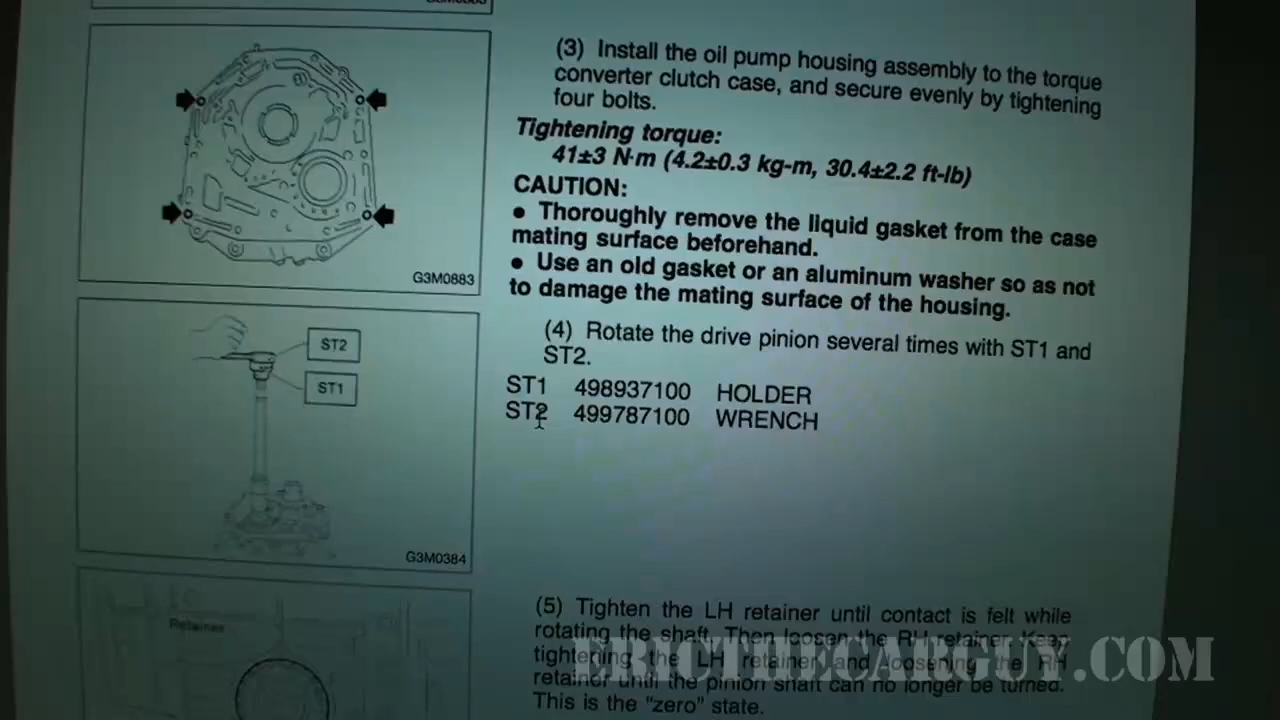 (3) Install the oil pump housing assembly to the torque
converter clutch case, and secure evenly by tightening
four bolts.
Tightening torque:
41±3 N·m (4.2±0.3 kg-m, 30.4±2.2 ft-lb)
CAUTION:
● Thoroughly remove the liquid gasket from the case
mating surface beforehand.
● Use an old gasket or an aluminum washer so as not
to damage the mating surface of the housing.
G3M0883
(4) Rotate the drive pinion several times with ST1 and
ST2.
ST1 498937100 HOLDER
ST2 499787100 WRENCH
ST2
ST1
G3M0384
(5) Tighten the LH retainer until contact is felt while
rotating the shaft. Then loosen the RH retainer. Keep
tightening the LH retainer and loosening the RH
retainer until the pinion shaft can no longer be turned.
This is the "zero" state.
Retainer
ERICTHECARGUY.COM